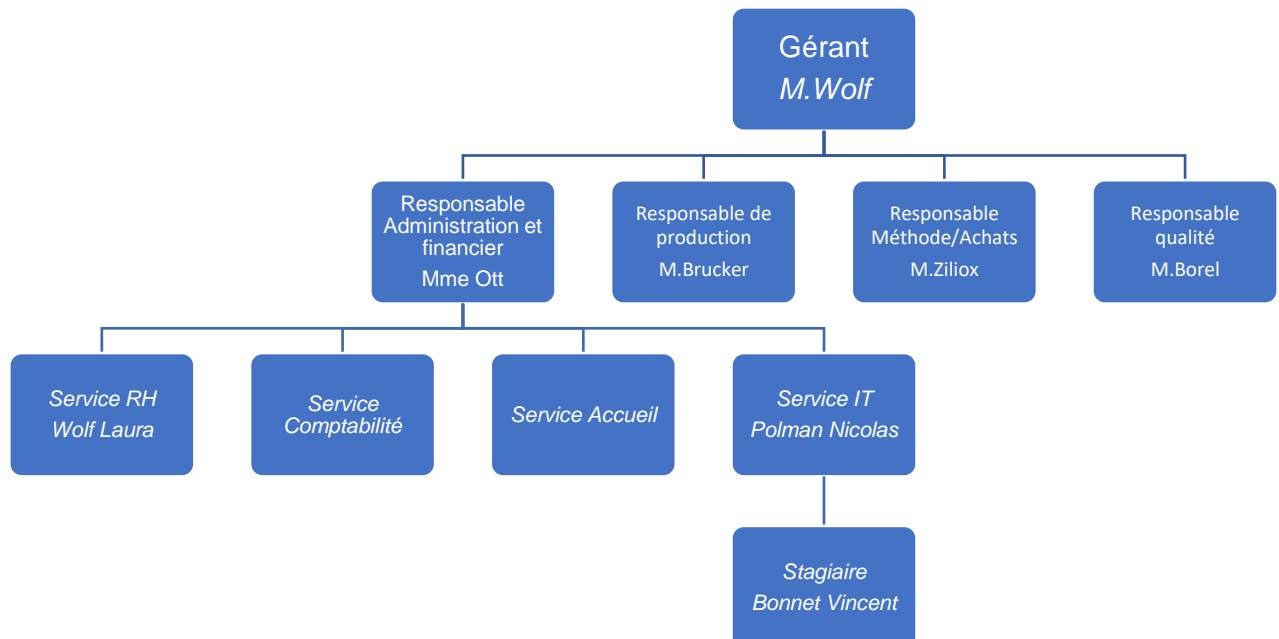 Gérant
M.Wolf
Responsable
Administration et
financier
Mme Ott
Responsable de
production
M.Brucker
Responsable
Méthode/Achats
M.Ziliox
Responsable
qualité
M.Borel
Service RH
Wolf Laura
Service
Comptabilité
Service Accueil
Service IT
Polman Nicolas
Stagiaire
Bonnet Vincent